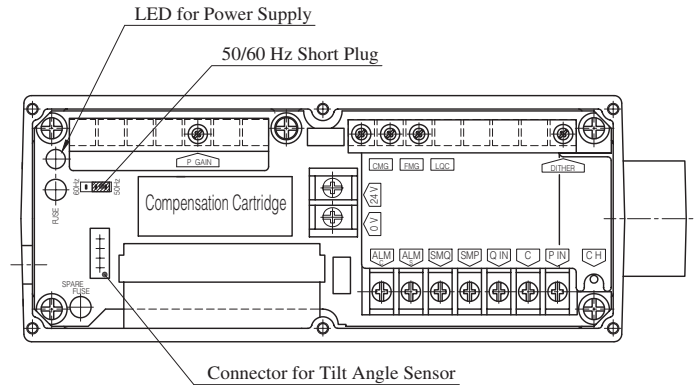 LED for Power Supply
50/60 Hz Short Plug
P GAIN
CMG FMG LQC DITHER
60Hz 50Hz
FUSE
Compensation Cartridge
24 V
0 V
ALM C ALM S SMQ SMP Q IN C P IN C H
SPARE
FUSE
Connector for Tilt Angle Sensor